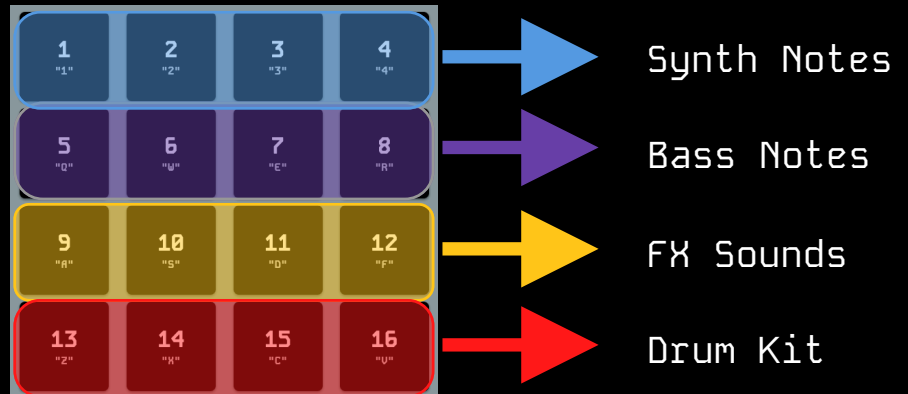 1 2 3 4
"1" "2" "3" "4"
Synth Notes
5 6 7 8
"Q" "W" "E" "R"
Bass Notes
9 10 11 12
"A" "S" "D" "F"
FX Sounds
13 14 15 16
"Z" "X" "C" "V"
Drum Kit